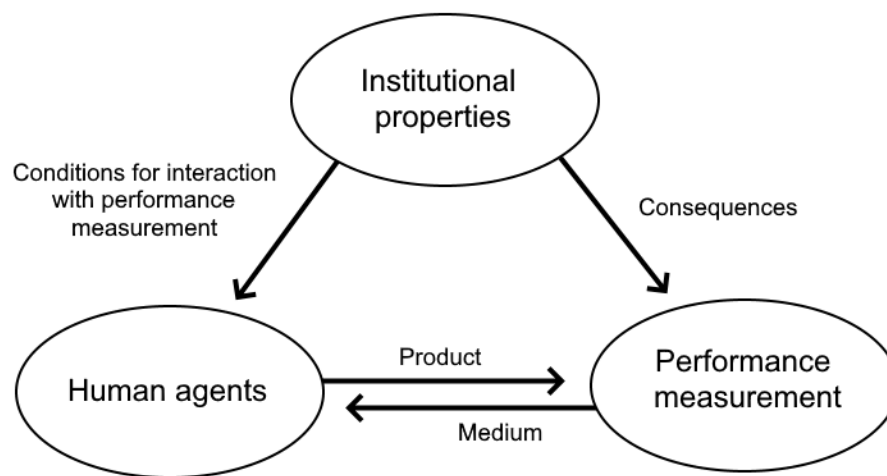 Institutional
properties
Conditions for interaction
with performance
measurement
Consequences
Human agents
Product
Medium
Performance
measurement